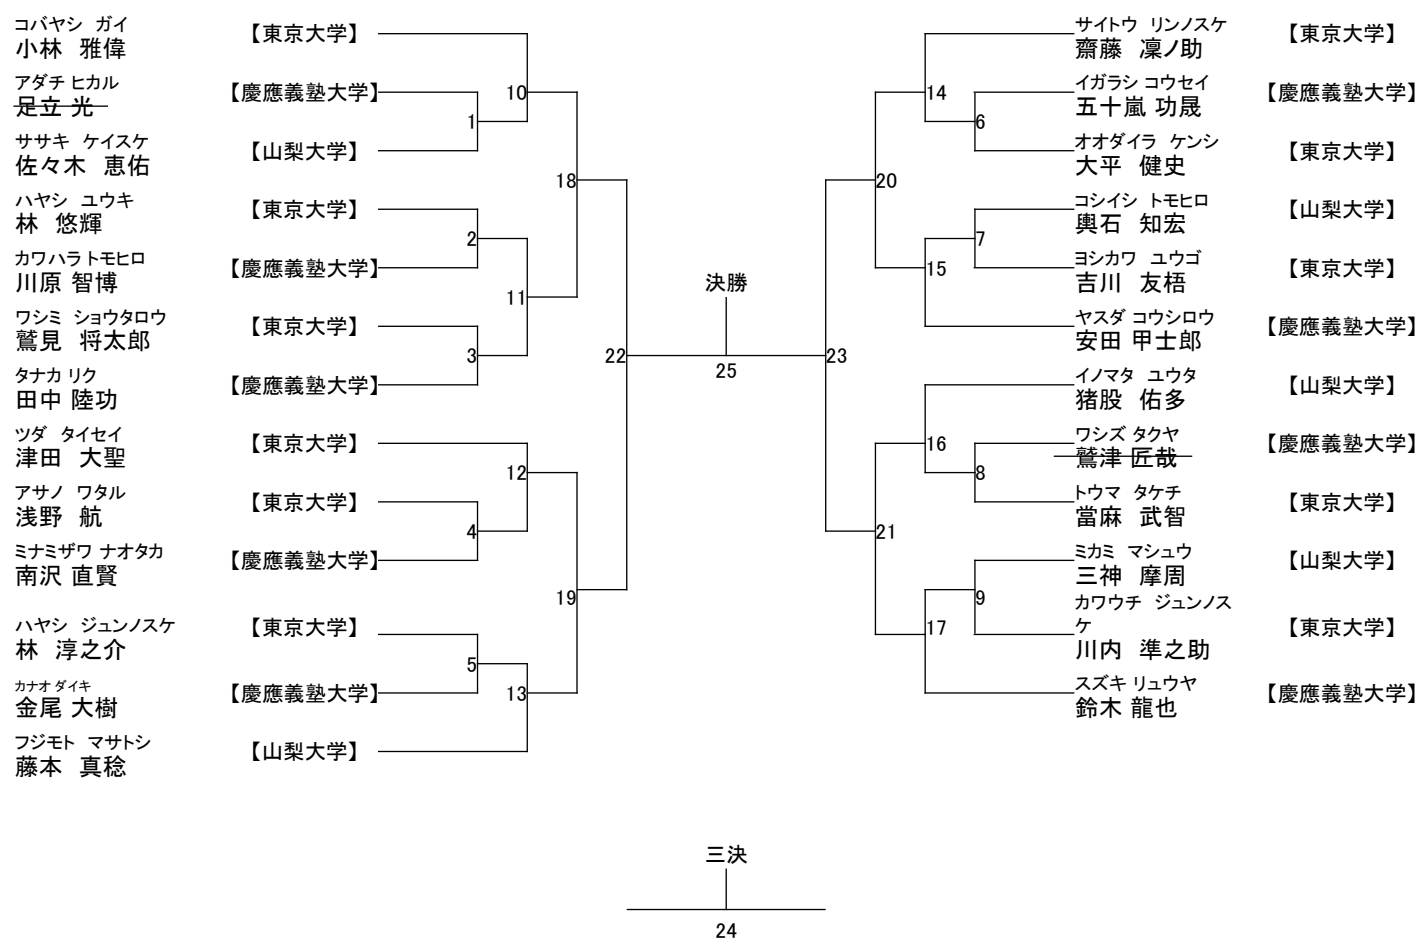 コバヤシ ガイ
小林 雅偉
【東京大学】
アダチ ヒカル
足立 光
【慶應義塾大学】
ササキ ケイスケ
佐々木 恵佑
【山梨大学】
ハヤシ ユウキ
林 悠輝
【東京大学】
カワハラ トモヒロ
川原 智博
【慶應義塾大学】
ワシミ ショウタロウ
鷲見 将太郎
【東京大学】
タナカ リク
田中 陸功
【慶應義塾大学】
ツダ タイセイ
津田 大聖
【東京大学】
アサノ ワタル
浅野 航
【東京大学】
ミナミザワ ナオタカ
南沢 直賢
【慶應義塾大学】
ハヤシ ジュンノスケ
林 淳之介
【東京大学】
カナオ ダイキ
金尾 大樹
【慶應義塾大学】
フジモト マサトシ
藤本 真稔
【山梨大学】
1
2
3
4
5
10
11
12
13
18
19
22
決勝
25
23
20
21
14
15
16
17
6
7
8
9
サイトウ リンノスケ
齋藤 凜ノ助
【東京大学】
イガラシ コウセイ
五十嵐 功晟
【慶應義塾大学】
オオダイラ ケンシ
大平 健史
【東京大学】
コシイシ トモヒロ
輿石 知宏
【山梨大学】
ヨシカワ ユウゴ
吉川 友梧
【東京大学】
ヤスダ コウシロウ
安田 甲士郎
【慶應義塾大学】
イノマタ ユウタ
猪股 佑多
【山梨大学】
ワシズ タクヤ
鷲津 匠哉
【慶應義塾大学】
トウマ タケチ
當麻 武智
【東京大学】
ミカミ マシュウ
三神 摩周
【山梨大学】
カワウチ ジュンノス
ケ
川内 準之助
【東京大学】
スズキ リュウヤ
鈴木 龍也
【慶應義塾大学】
三決
24